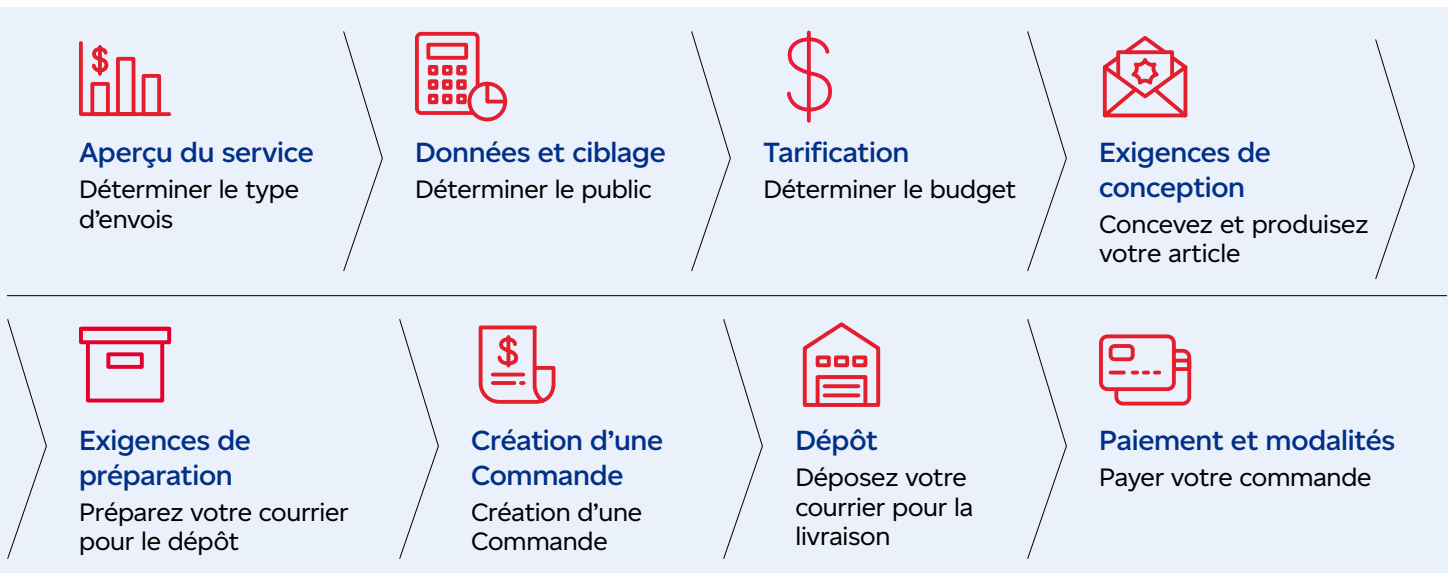 $
Aperçu du service
Déterminer le type
d’envois
Données et ciblage
Déterminer le public
$
Tarification
Déterminer le budget
Exigences de
conception
Concevez et produisez
votre article
Exigences de
préparation
Préparez votre courrier
pour le dépôt
$
Création d’une
Commande
Création d’une
Commande
Dépôt
Déposez votre
courrier pour la
livraison
Paiement et modalités
Payer votre commande